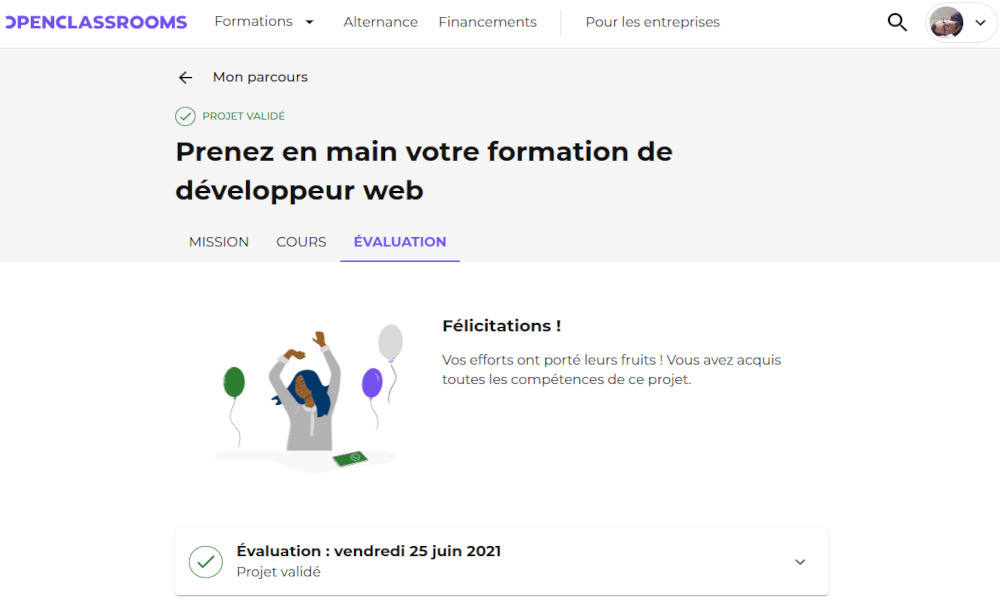 OPENCLASSROOMS Formations Alternance Financements Pour les entreprises
Mon parcours
PROJET VALIDÉ
Prenez en main votre formation de
développeur web
MISSION COURS ÉVALUATION
Félicitations !
Vos efforts ont porté leurs fruits ! Vous avez acquis
toutes les compétences de ce projet.
Évaluation : vendredi 25 juin 2021
Projet validé